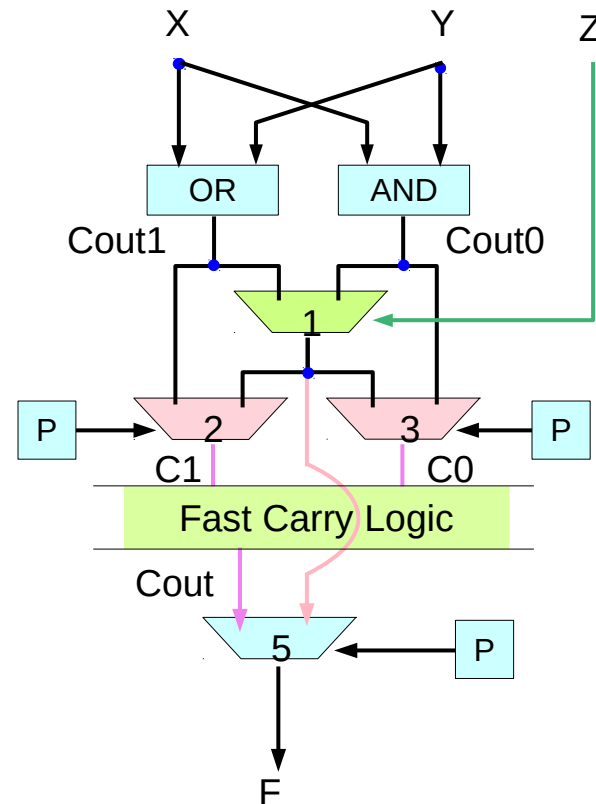 X Y Z
OR AND
Cout1 Cout0
1
P 2 3 P
C1 C0
Fast Carry Logic
Cout
5 P
F